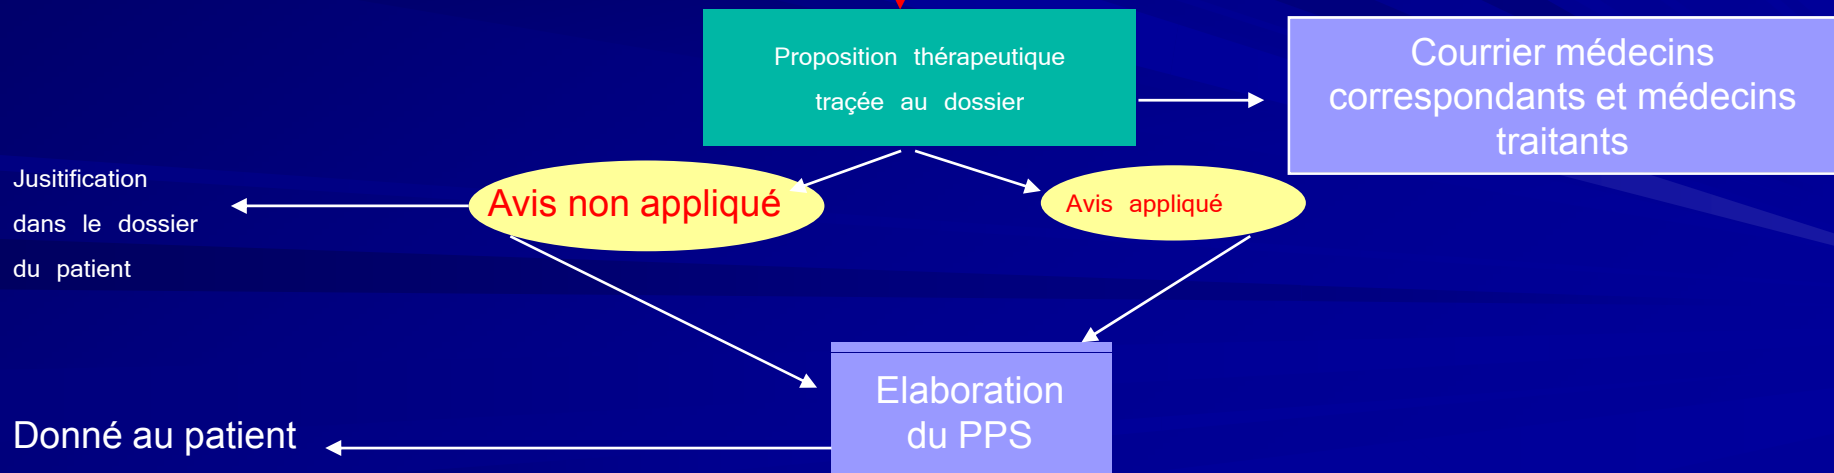 Proposition thérapeutique
traçée au dossier
Courrier médecins
correspondants et médecins
traitants
Jusitification
dans le dossier
du patient
Avis non appliqué
Avis appliqué
Elaboration
du PPS
Donné au patient